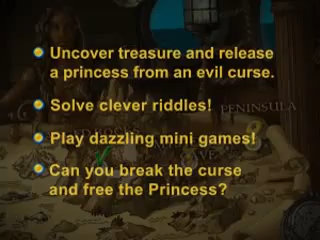 Uncover treasure and release
a princess from an evil curse.
Solve clever riddles!
PENINSULA
Play dazzling mini games!
Can you break the curse
and free the Princess?